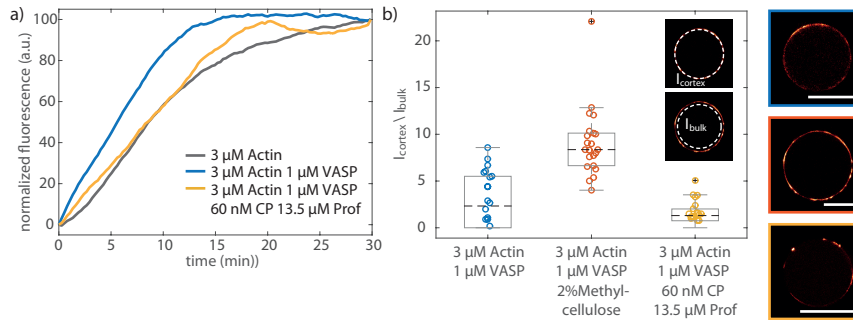 a)
normalized fluorescence (a.u.)
100
80
60
40
20
0
3 μM Actin
3 μM Actin 1 μM VASP
3 μM Actin 1 μM VASP
60 nM CP 13.5 μM Prof
0 5 10 15 20 25 30
time (min))
b)
Icortex \ Ibulk
20
15
10
5
0
Icortex
Ibulk
3 μM Actin
1 μM VASP
3 μM Actin
1 μM VASP
2%Methyl-
cellulose
3 μM Actin
1 μM VASP
60 nM CP
13.5 μM Prof